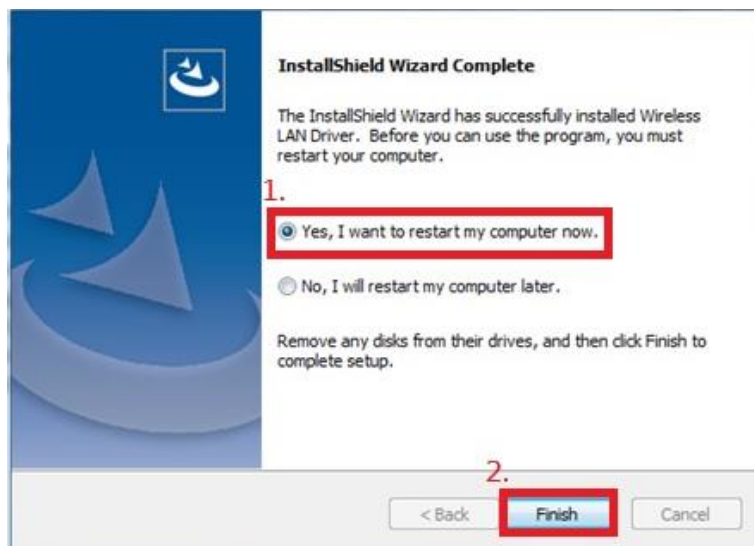 InstallShield Wizard Complete
The InstallShield Wizard has successfully installed Wireless
LAN Driver. Before you can use the program, you must
restart your computer.
1.
Yes, I want to restart my computer now.
No, I will restart my computer later.
Remove any disks from their drives, and then click Finish to
complete setup.
2.
< Back Finish Cancel